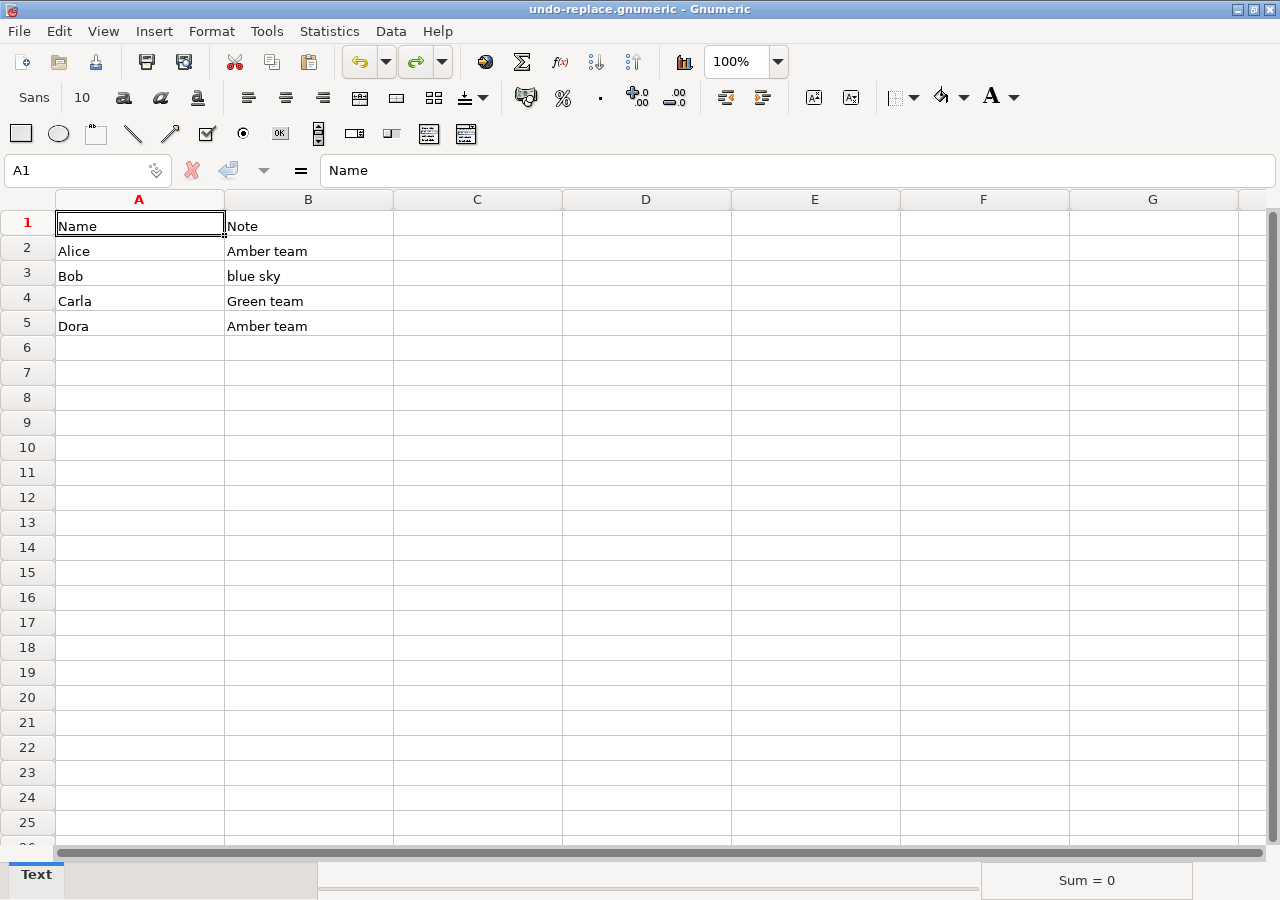 undo-replace.gnumeric - Gnumeric
File Edit View Insert Format Tools Statistics Data Help
f(x) 100%
Sans 10 A A
OK
A1 = Name
A B C D E F G
1 Name Note
2 Alice Amber team
3 Bob blue sky
4 Carla Green team
5 Dora Amber team
6
7
8
9
10
11
12
13
14
15
16
17
18
19
20
21
22
23
24
25
Text Sum = 0